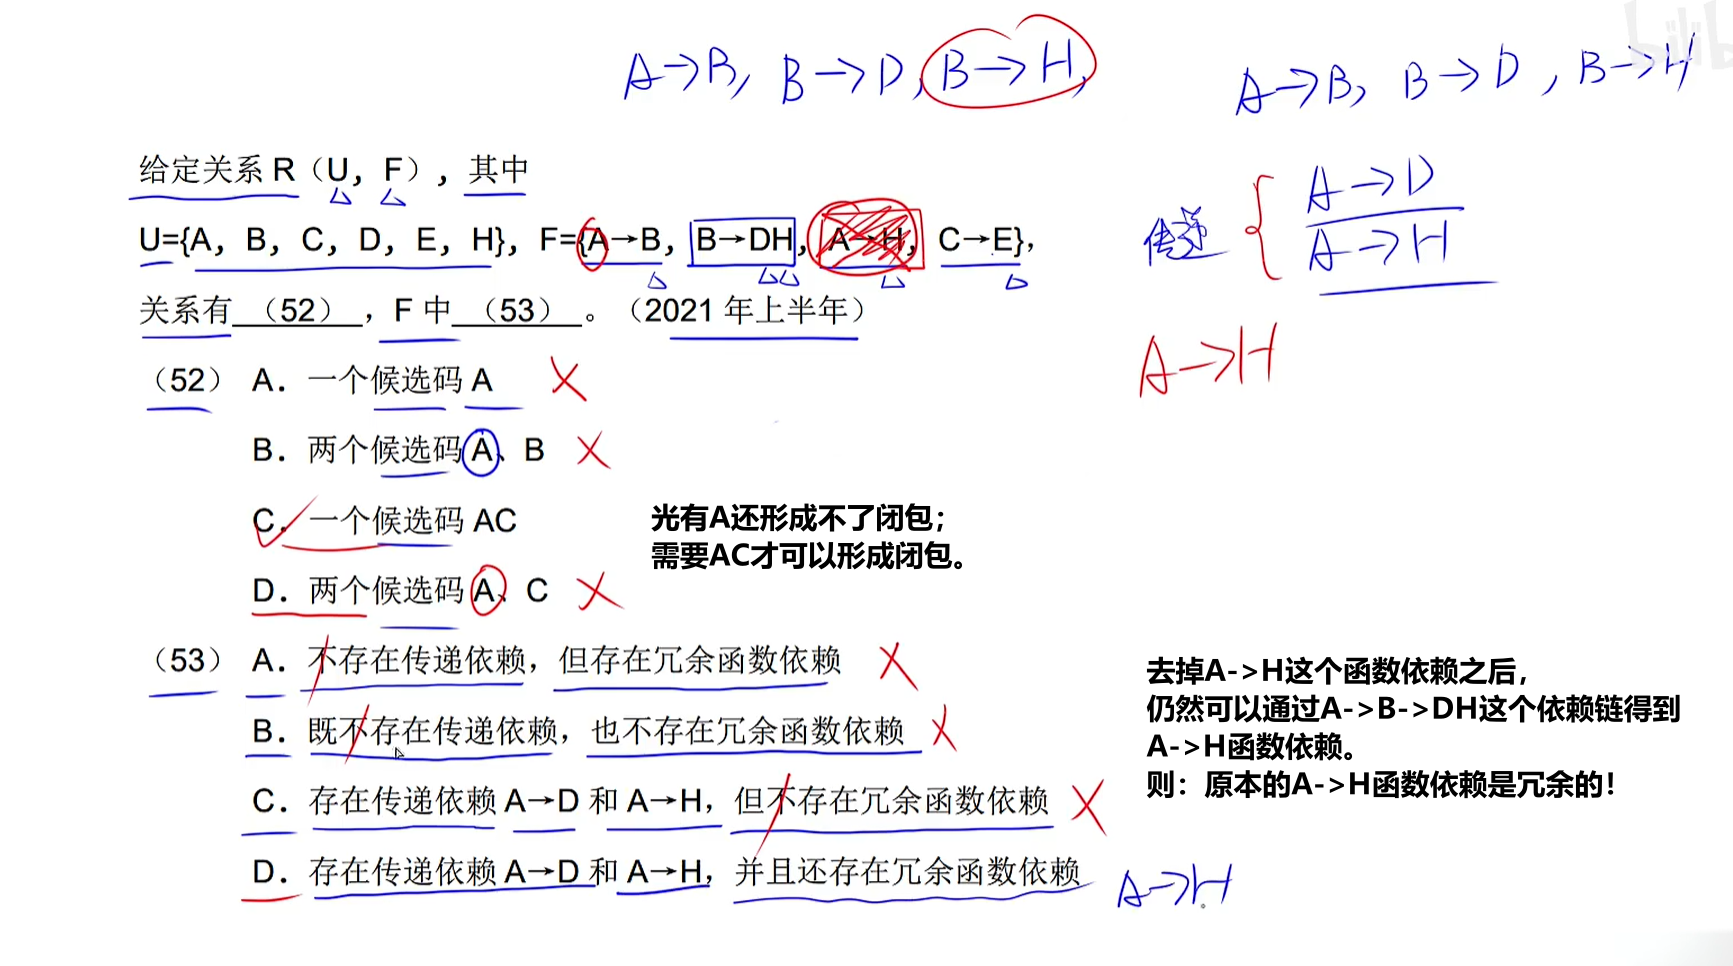 A→B, B→D, B→H,
A→B, B→D, B→H
bilib
给定关系 R（U，F），其中
U={A，B，C，D，E，H}，F={A→B，B→DH，A→H，C→E}，
关系有 （52） ，F 中 （53） 。（2021 年上半年）
传递 { A→D
A→H
A→H
（52） A．一个候选码 A
B．两个候选码 A、B
C．一个候选码 AC
D．两个候选码 A、C
光有A还形成不了闭包；
需要AC才可以形成闭包。
（53） A．不存在传递依赖，但存在冗余函数依赖
B．既不存在传递依赖，也不存在冗余函数依赖
C．存在传递依赖 A→D 和 A→H，但不存在冗余函数依赖
D．存在传递依赖 A→D 和 A→H，并且还存在冗余函数依赖
A→H
去掉A->H这个函数依赖之后，
仍然可以通过A->B->DH这个依赖链得到
A->H函数依赖。
则：原本的A->H函数依赖是冗余的！